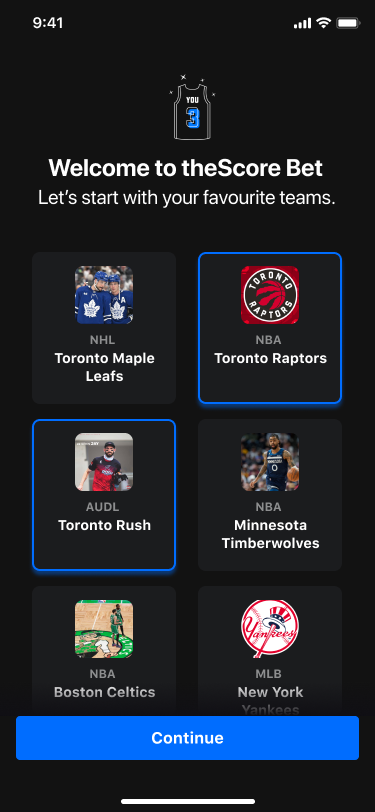 9:41
YOU
3
Welcome to theScore Bet
Let’s start with your favourite teams.
NHL
Toronto Maple
Leafs
TORONTO
RAPTORS
NBA
Toronto Raptors
AUDL
Toronto Rush
NBA
Minnesota
Timberwolves
NBA
Boston Celtics
Yankees
MLB
New York
Yankees
Continue